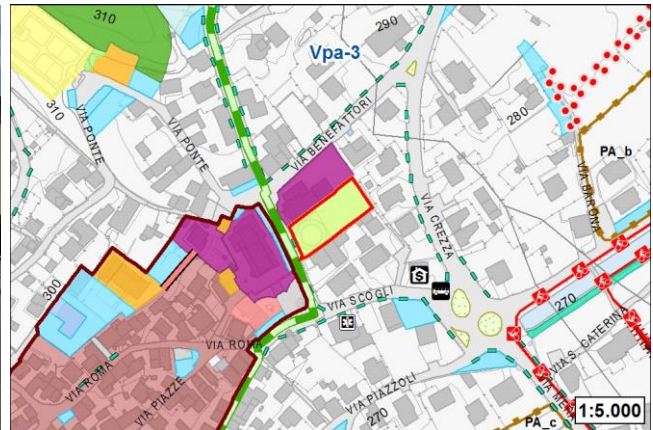 310
290
Vpa-3
VIA PONTE
310
VIA PONTE
VIA BENEFATTORI
280
PA_b
VIA BARONA
VIA CREZZA
300
S
VIA SCOGLI
270
VIA ROMA
VIA S. CATERINA
VIA ROMA
VIA PIAZZE
VIA PIAZZOLI
270
PA_c
1:5.000